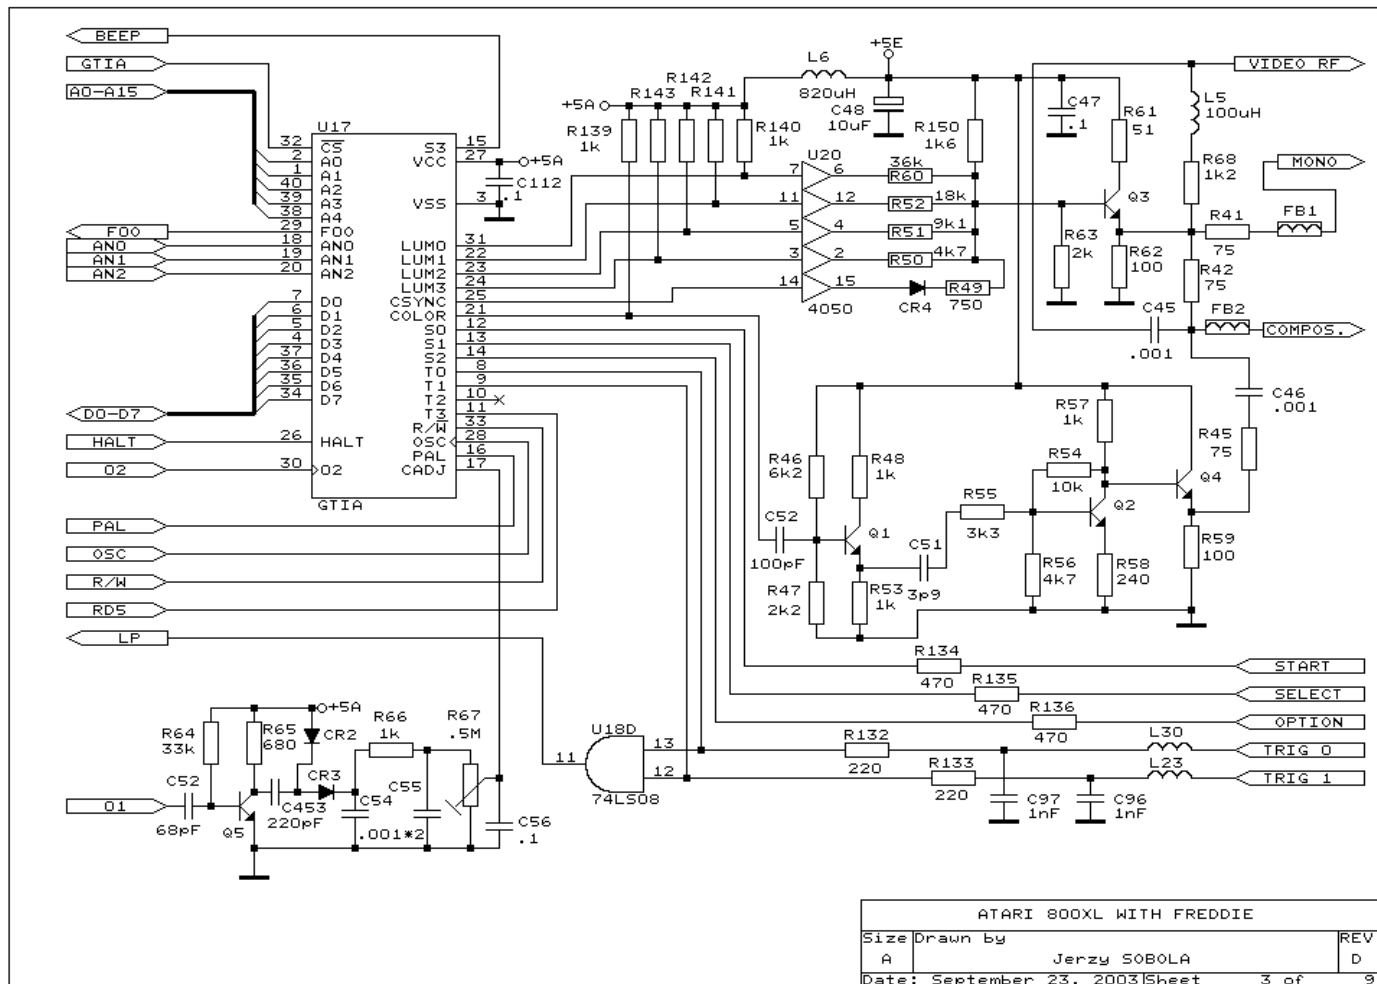 BEEP
GTIA
A0-A15
F00
AN0
AN1
AN2
D0-D7
HALT
O2
PAL
OSC
R/W
RD5
LP
O1
U17
32 CS
2 A0
1 A1
40 A2
39 A3
38 A4
29 F00
18 AN0
19 AN1
20 AN2
7 D0
6 D1
5 D2
4 D3
37 D4
36 D5
35 D6
34 D7
26 HALT
30 O2
S3 15
VCC 27
VSS 3
LUM0 31
LUM1 22
LUM2 23
LUM3 24
CSYNC 25
COLOR 21
S0 12
S1 13
S2 14
T0 8
T1 9
T2 10
T3 11
R/W 33
OSC 28
PAL 16
CADJ 17
GTIA
+5A
C112
.1
+5A
R139
1k
R143
R142
R141
R140
1k
L6
820uH
+5E
C48
10uF
R150
1k6
C47
.1
R61
51
U20
7 6
11 12
5 4
3 2
14 15
4050
36k
R60
R52 18k
R51 9k1
R50 4k7
CR4
R49
750
R63
2k
Q3
R62
100
VIDEO RF
L5
100uH
R68
1k2
MONO
R41
75
FB1
R42
75
C45
.001
FB2
COMPOS.
C46
.001
R45
75
R46
6k2
R48
1k
C52
100pF
Q1
R47
2k2
R53
1k
C51
3p9
R55
3k3
R57
1k
R54
10k
Q2
Q4
R56
4k7
R58
240
R59
100
R134
470
START
R135
470
SELECT
R136
470
OPTION
R132
220
L30
TRIG 0
R133
220
L23
TRIG 1
C97
1nF
C96
1nF
U18D
11
13
12
74LS08
R64
33k
R65
680
+5A
CR2
R66
1k
R67
.5M
C52
68pF
Q5
C453
220pF
CR3
C54
C55
.001*2
C56
.1
ATARI 800XL WITH FREDDIE
Size Drawn by REV
A Jerzy SOBOLA D
Date: September 23, 2003 Sheet 3 of 9